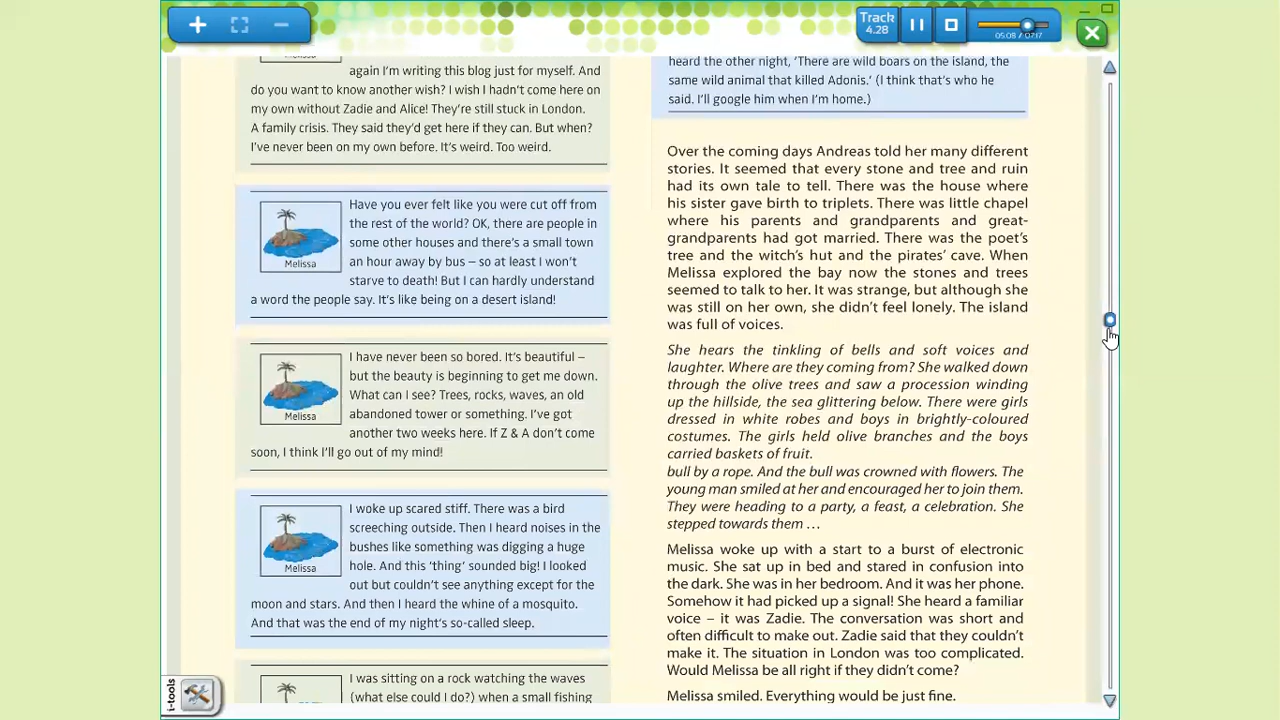 Track
4.28
05:08 / 07:17
again I'm writing this blog just for myself. And
do you want to know another wish? I wish I hadn't come here on
my own without Zadie and Alice! They're still stuck in London.
A family crisis. They said they'd get here if they can. But when?
I've never been on my own before. It's weird. Too weird.
Have you ever felt like you were cut off from
the rest of the world? OK, there are people in
some other houses and there's a small town
an hour away by bus – so at least I won't
starve to death! But I can hardly understand
a word the people say. It's like being on a desert island!
Melissa
I have never been so bored. It's beautiful –
but the beauty is beginning to get me down.
What can I see? Trees, rocks, waves, an old
abandoned tower or something. I've got
another two weeks here. If Z & A don't come
soon, I think I'll go out of my mind!
Melissa
I woke up scared stiff. There was a bird
screeching outside. Then I heard noises in the
bushes like something was digging a huge
hole. And this 'thing' sounded big! I looked
out but couldn't see anything except for the
moon and stars. And then I heard the whine of a mosquito.
And that was the end of my night's so-called sleep.
Melissa
I was sitting on a rock watching the waves
(what else could I do?) when a small fishing
i-tools
heard the other night, 'There are wild boars on the island, the
same wild animal that killed Adonis.' (I think that's who he
said. I'll google him when I'm home.)
Over the coming days Andreas told her many different
stories. It seemed that every stone and tree and ruin
had its own tale to tell. There was the house where
his sister gave birth to triplets. There was little chapel
where his parents and grandparents and great-
grandparents had got married. There was the poet's
tree and the witch's hut and the pirates' cave. When
Melissa explored the bay now the stones and trees
seemed to talk to her. It was strange, but although she
was still on her own, she didn't feel lonely. The island
was full of voices.
She hears the tinkling of bells and soft voices and
laughter. Where are they coming from? She walked down
through the olive trees and saw a procession winding
up the hillside, the sea glittering below. There were girls
dressed in white robes and boys in brightly-coloured
costumes. The girls held olive branches and the boys
carried baskets of fruit.
bull by a rope. And the bull was crowned with flowers. The
young man smiled at her and encouraged her to join them.
They were heading to a party, a feast, a celebration. She
stepped towards them …
Melissa woke up with a start to a burst of electronic
music. She sat up in bed and stared in confusion into
the dark. She was in her bedroom. And it was her phone.
Somehow it had picked up a signal! She heard a familiar
voice – it was Zadie. The conversation was short and
often difficult to make out. Zadie said that they couldn't
make it. The situation in London was too complicated.
Would Melissa be all right if they didn't come?
Melissa smiled. Everything would be just fine.